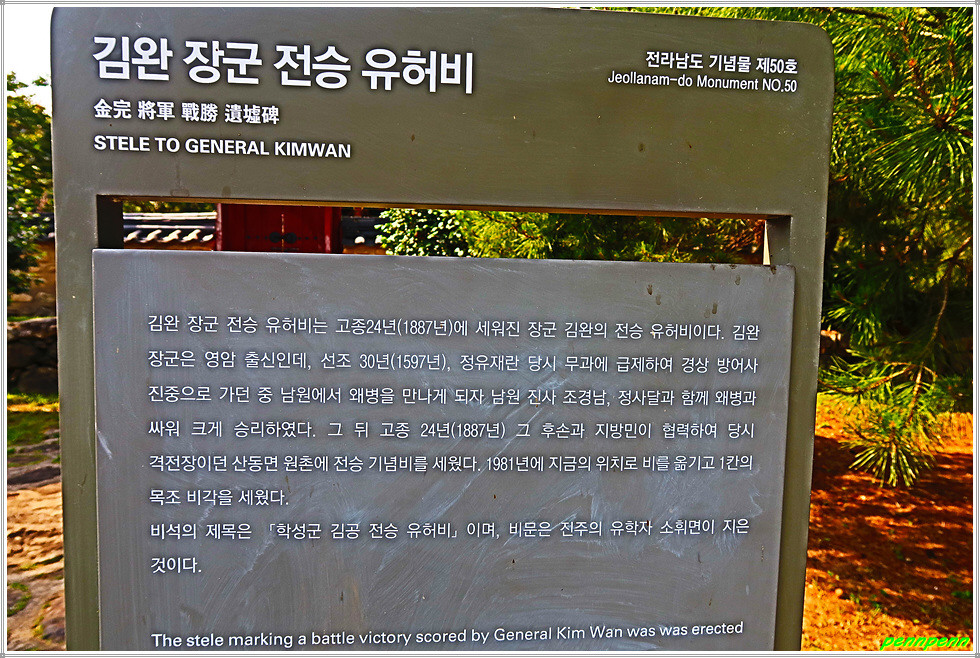 김완 장군 전승 유허비
전라남도 기념물 제50호
Jeollanam-do Monument NO.50
金完 將軍 戰勝 遺墟碑
STELE TO GENERAL KIMWAN
김완 장군 전승 유허비는 고종24년(1887년)에 세워진 장군 김완의 전승 유허비이다. 김완
장군은 영암 출신인데, 선조 30년(1597년), 정유재란 당시 무과에 급제하여 경상 방어사
진중으로 가던 중 남원에서 왜병을 만나게 되자 남원 진사 조경남, 정사달과 함께 왜병과
싸워 크게 승리하였다. 그 뒤 고종 24년(1887년) 그 후손과 지방민이 협력하여 당시
격전장이던 산동면 원촌에 전승 기념비를 세웠다. 1981년에 지금의 위치로 비를 옮기고 1칸의
목조 비각을 세웠다.
비석의 제목은 「학성군 김공 전승 유허비」이며, 비문은 전주의 유학자 소휘면이 지은
것이다.
The stele marking a battle victory scored by General Kim Wan was was erected
pennpenn